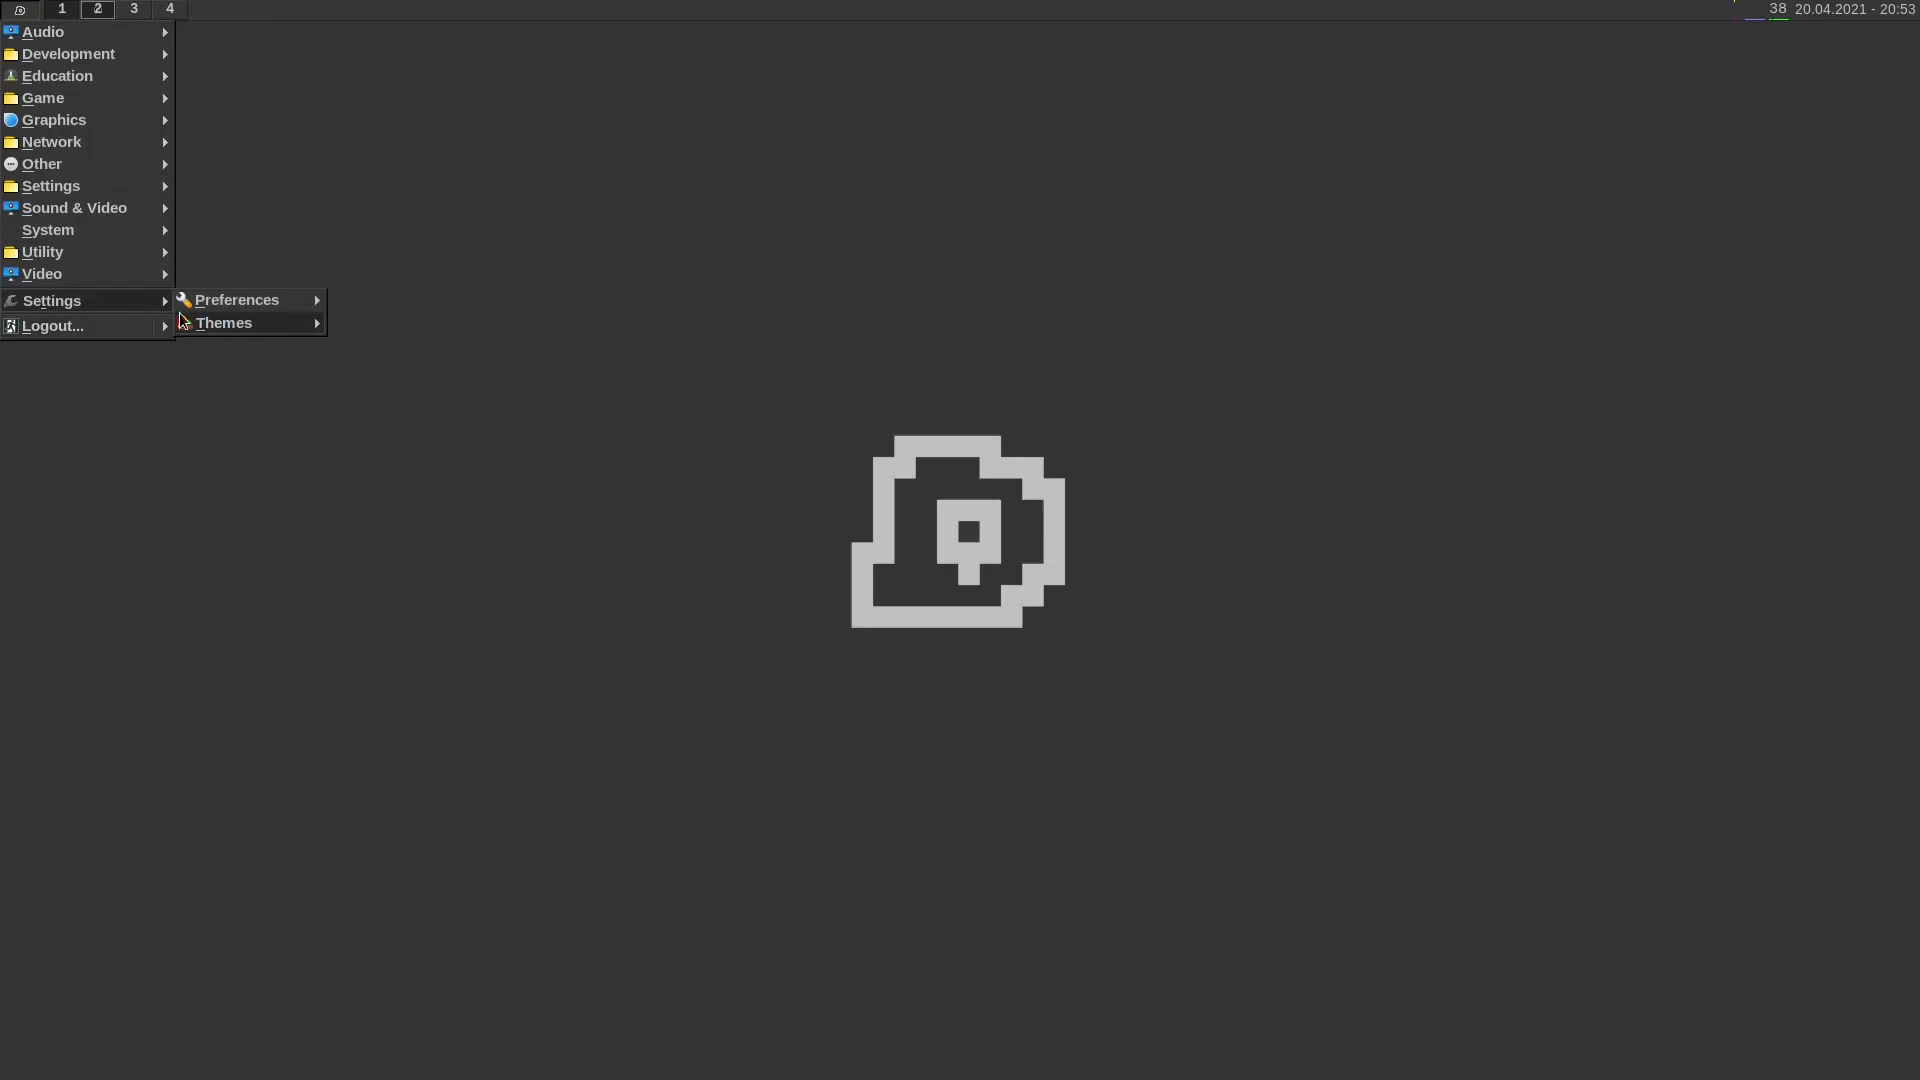 1 2 3 4 38 20.04.2021 - 20:53
Audio
Development
Education
Game
Graphics
Network
Other
Settings
Sound & Video
System
Utility
Video
Settings
Preferences
Themes
Logout...